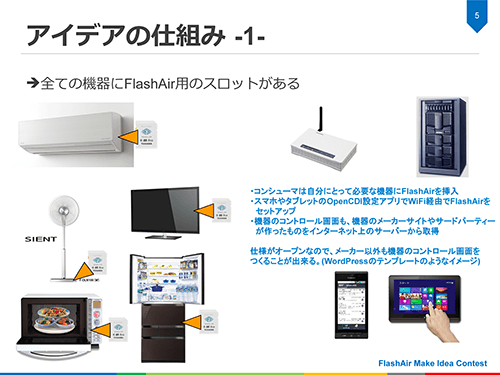 5
アイデアの仕組み -1-
➔全ての機器にFlashAir用のスロットがある
SIENT
・コンシューマは自分にとって必要な機器にFlashAirを挿入
・スマホやタブレットのOpenCDI設定アプリでWiFi経由でFlashAirを
セットアップ
・機器のコントロール画面も、機器のメーカーサイトやサードパーティー
が作ったものをインターネット上のサーバーから取得
仕様がオープンなので、メーカー以外も機器のコントロール画面を
つくることが出来る。(WordPressのテンプレートのようなイメージ)
FlashAir Make Idea Contest